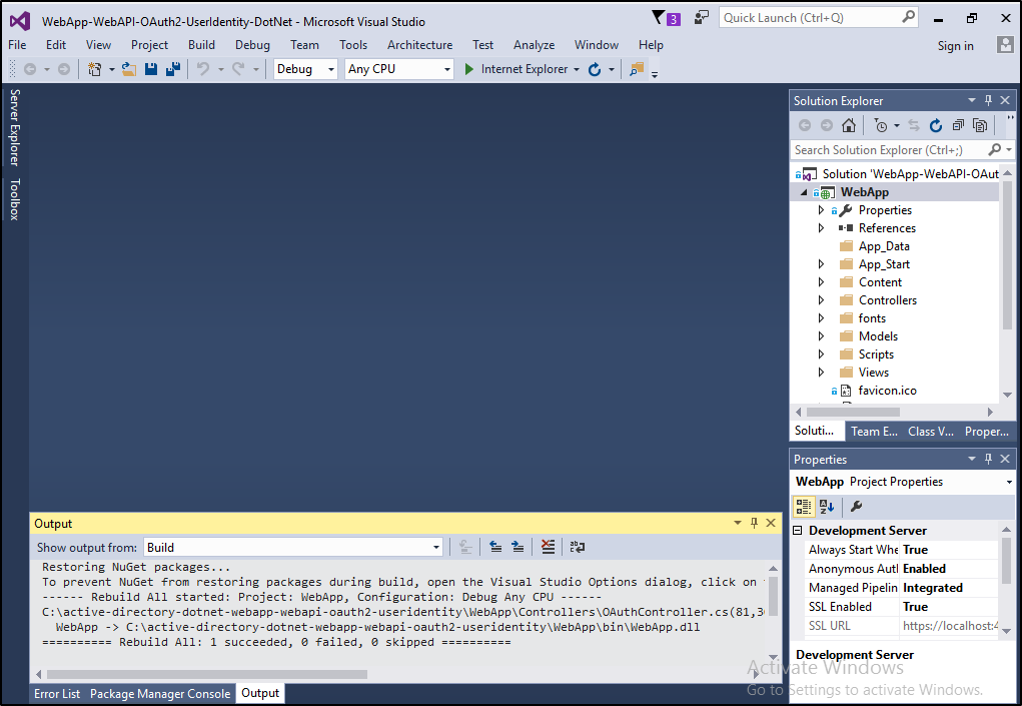 WebApp-WebAPI-OAuth2-UserIdentity-DotNet - Microsoft Visual Studio
3
Quick Launch (Ctrl+Q)
File Edit View Project Build Debug Team Tools Architecture Test Analyze Window Help
Sign in
Debug
Any CPU
Internet Explorer
Server Explorer
Toolbox
Solution Explorer
Search Solution Explorer (Ctrl+;)
Solution 'WebApp-WebAPI-OAut
WebApp
Properties
References
App_Data
App_Start
Content
Controllers
fonts
Models
Scripts
Views
favicon.ico
Soluti... Team E... Class V... Proper...
Properties
WebApp Project Properties
Development Server
Always Start Whe True
Anonymous Autl Enabled
Managed Pipelin Integrated
SSL Enabled True
SSL URL https://localhost:4
Development Server
Output
Show output from: Build
Restoring NuGet packages...
To prevent NuGet from restoring packages during build, open the Visual Studio Options dialog, click on
------ Rebuild All started: Project: WebApp, Configuration: Debug Any CPU ------
C:\active-directory-dotnet-webapp-webapi-oauth2-useridentity\WebApp\Controllers\OAuthController.cs(81,3
WebApp -> C:\active-directory-dotnet-webapp-webapi-oauth2-useridentity\WebApp\bin\WebApp.dll
========== Rebuild All: 1 succeeded, 0 failed, 0 skipped ==========
Error List Package Manager Console Output
Activate Windows
Go to Settings to activate Windows.